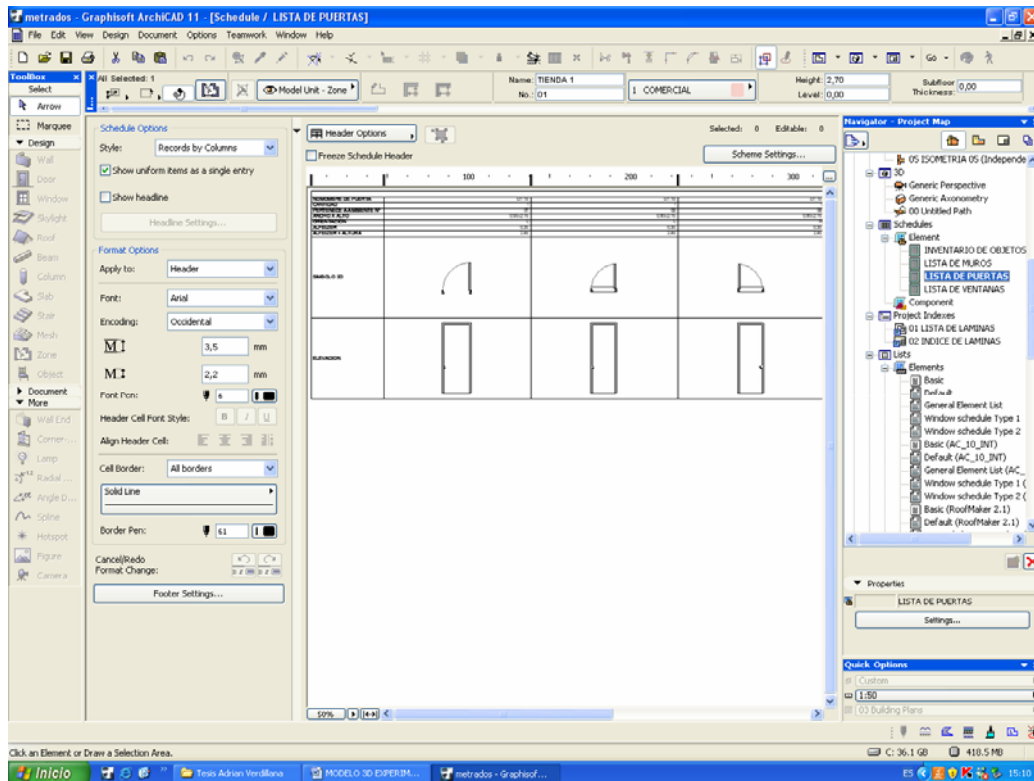 metrados - Graphisoft ArchiCAD 11 - [Schedule / LISTA DE PUERTAS]
File Edit View Design Document Options Teamwork Window Help
Go
ToolBox
Select
Arrow
Marquee
Design
Wall
Door
Window
Skylight
Roof
Beam
Column
Slab
Stair
Mesh
Zone
Object
Document
More
Wall End
Corner-...
Lamp
Radial ...
Angle D...
Spline
Hotspot
Figure
Camera
All Selected: 1
Model Unit - Zone
Name: TIENDA 1
No.: 01
1 COMERCIAL
Height: 2,70
Level: 0,00
Subfloor Thickness: 0,00
Schedule Options
Style: Records by Columns
Show uniform items as a single entry
Show headline
Headline Settings...
Format Options
Apply to: Header
Font: Arial
Encoding: Occidental
3,5 mm
2,2 mm
Font Pen: 6
Header Cell Font Style: B I U
Align Header Cell:
Cell Border: All borders
Solid Line
Border Pen: 61
Cancel/Redo
Format Change:
Footer Settings...
Header Options
Selected: 0 Editable: 0
Freeze Schedule Header
Scheme Settings...
100 200 300
SIMBOLO 2D
ELEVACION
50%
Navigator - Project Map
05 ISOMETRIA 05 (Independe
3D
Generic Perspective
Generic Axonometry
00 Untitled Path
Schedules
Element
INVENTARIO DE OBJETOS
LISTA DE MUROS
LISTA DE PUERTAS
LISTA DE VENTANAS
Component
Project Indexes
01 LISTA DE LAMINAS
02 INDICE DE LAMINAS
Lists
Elements
Basic
Default
General Element List
Window schedule Type 1
Window schedule Type 2
Basic (AC_10_INT)
Default (AC_10_INT)
General Element List (AC_
Window schedule Type 1 (
Window schedule Type 2 (
Basic (RoofMaker 2.1)
Default (RoofMaker 2.1)
Properties
LISTA DE PUERTAS
Settings...
Quick Options
Custom
1:50
03 Building Plans
Click an Element or Draw a Selection Area.
C: 36.1 GB 410.5 MB
Inicio
Tesis Adrian Verdillana
MODELO 3D EXPERIM...
metrados - Graphisof...
ES
15:10